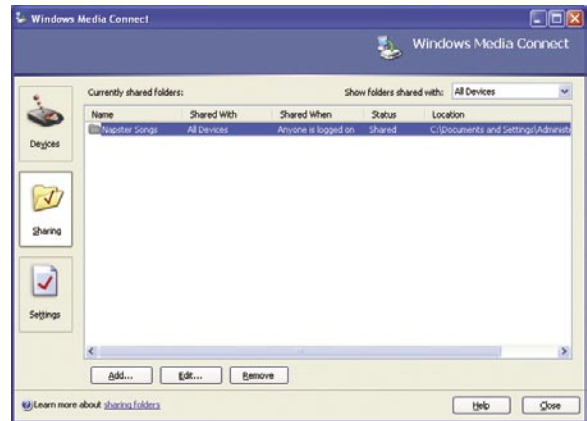 Windows Media Connect
Windows Media Connect
Devices
Sharing
Settings
Currently shared folders:
Show folders shared with: All Devices
Name Shared With Shared When Status Location
Napster Songs All Devices Anyone is logged on Shared C:\Documents and Settings\Administ
Add... Edit... Remove
Learn more about sharing folders
Help Close